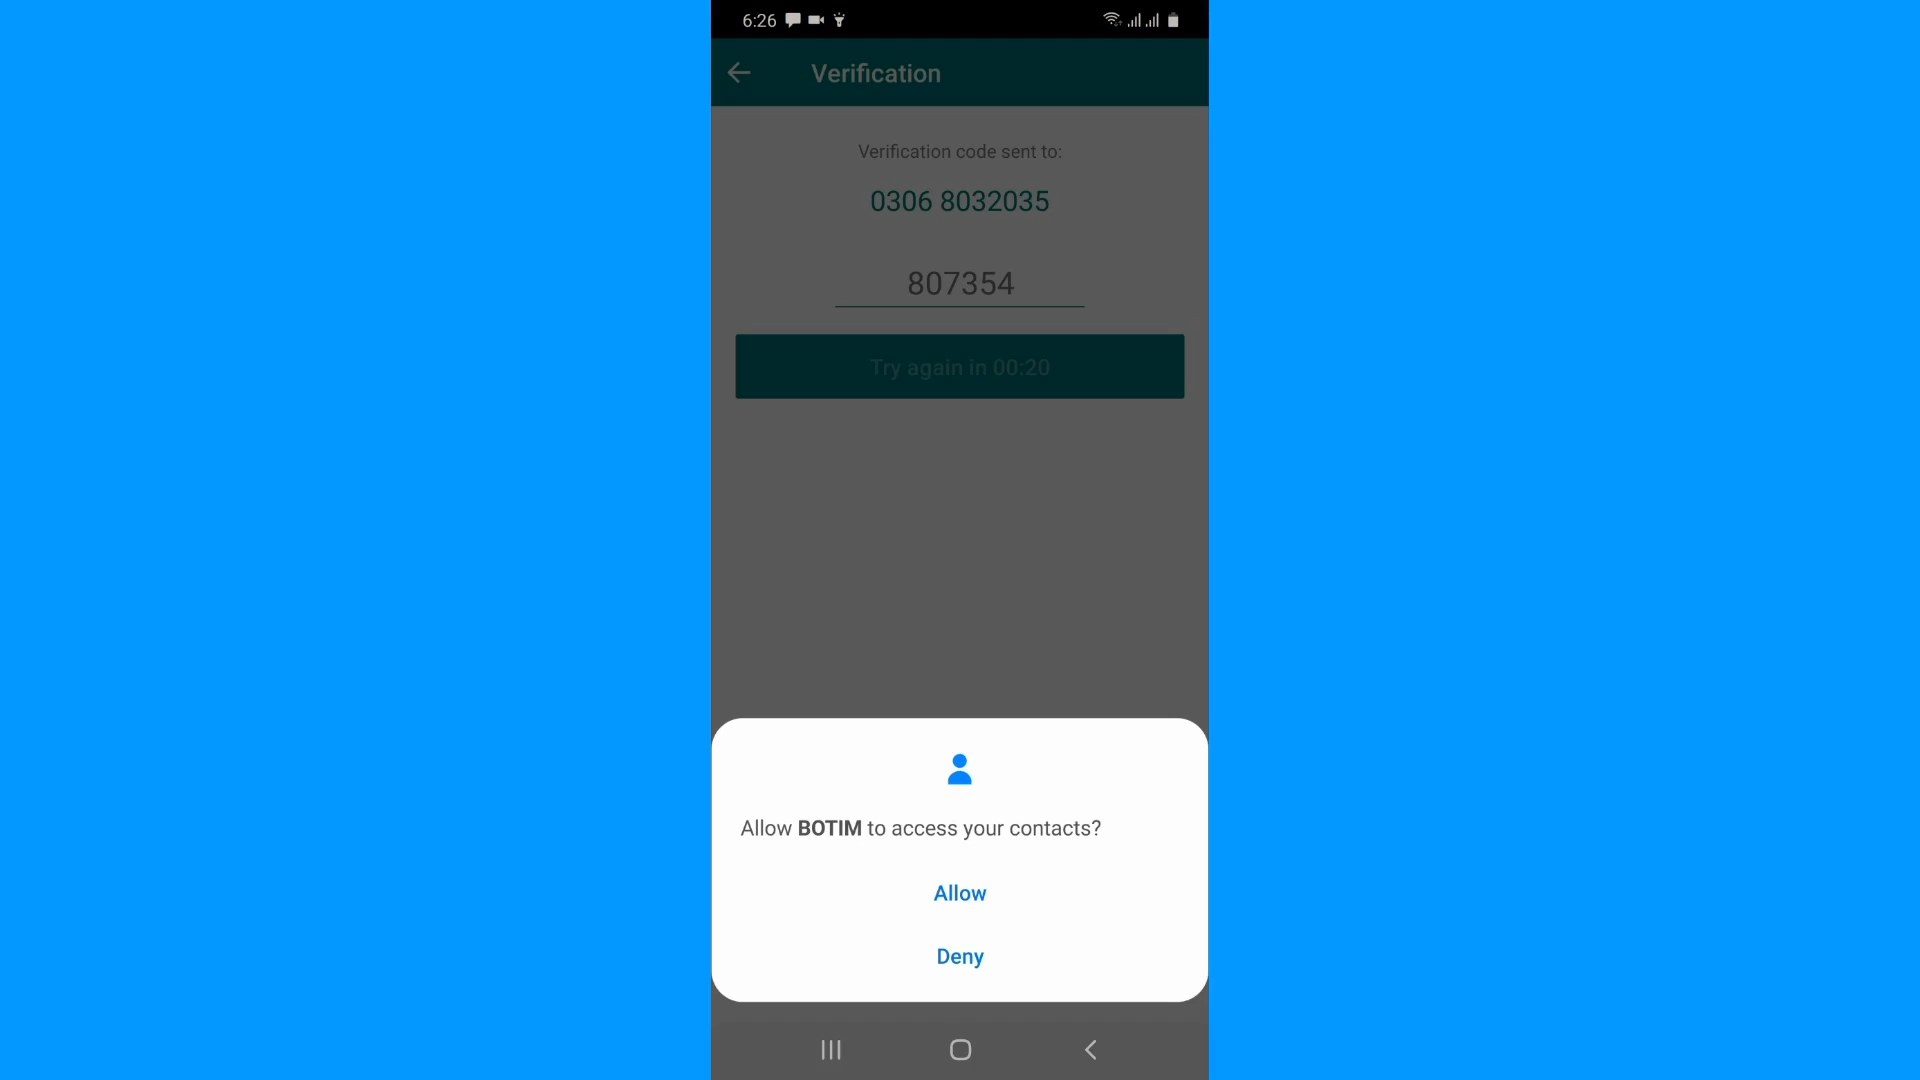 6:26
Verification
Verification code sent to:
0306 8032035
807354
Try again in 00:20
Allow BOTIM to access your contacts?
Allow
Deny